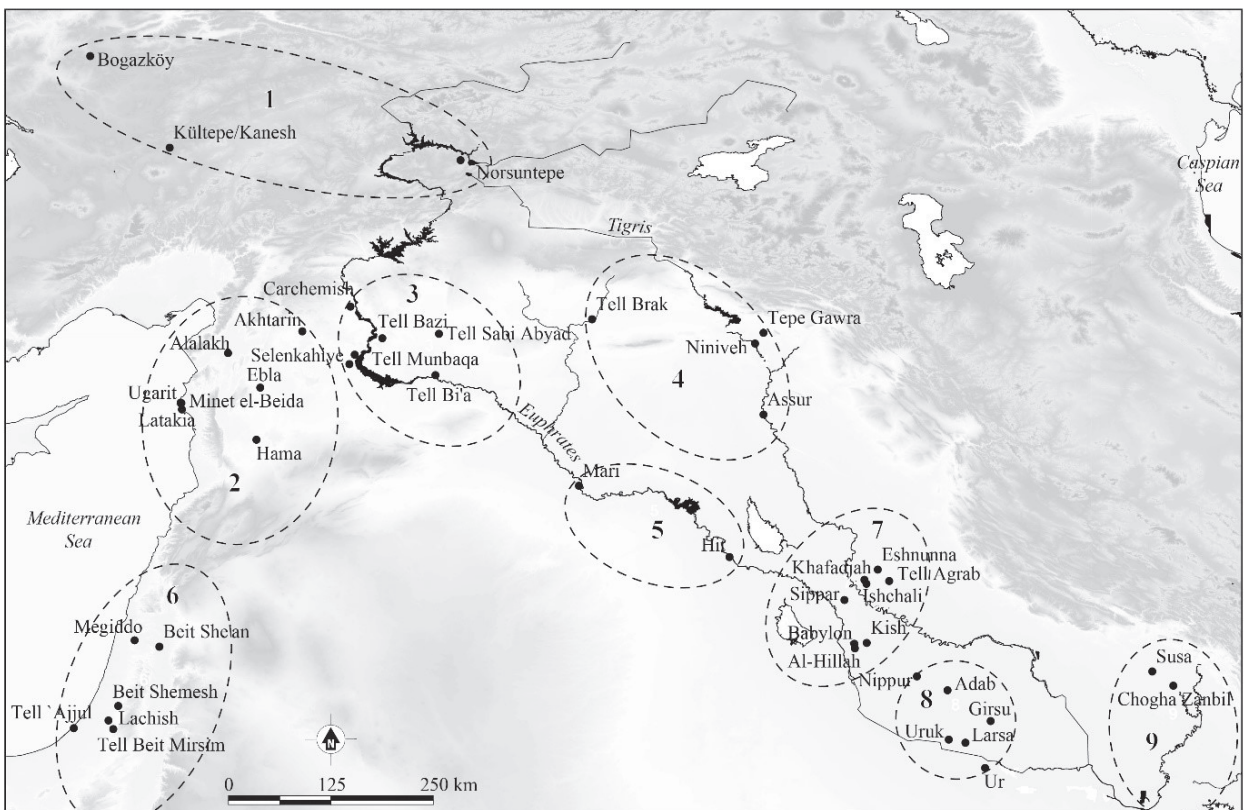 Bogazköy
1
Kültepe/Kanesh
Norsuntepe
Caspian
Sea
Tigris
Carchemish
3
Tell Brak
Akhtarin
Tell Bazi
Tell Sabi Abyad
Tepe Gawra
Alalakh
Selenkahiye
Tell Munbaqa
Niniveh
Ebla
4
Ugarit
Minet el-Beida
Tell Bi'a
Latakia
Euphrates
Assur
Hama
2
Mari
Mediterranean
Sea
5
7
Hit
Eshnunna
Khafadjah
Tell Agrab
Ishchali
6
Sippar
Megiddo
Beit Shean
Babylon
Kish
Al-Hillah
Susa
Nippur
Adab
Chogha Zanbil
Beit Shemesh
8
Tell `Ajjul
Lachish
Girsu
Tell Beit Mirsim
Uruk
Larsa
9
N
Ur
0 125 250 km